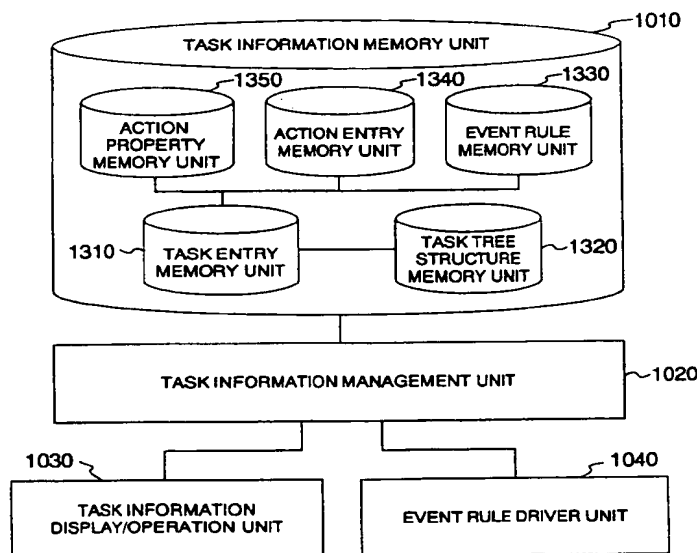 1010
TASK INFORMATION MEMORY UNIT
1350
1340
1330
ACTION
PROPERTY
MEMORY UNIT
ACTION ENTRY
MEMORY UNIT
EVENT RULE
MEMORY UNIT
1310
TASK ENTRY
MEMORY UNIT
TASK TREE
STRUCTURE
MEMORY UNIT
1320
TASK INFORMATION MANAGEMENT UNIT
1020
1030
1040
TASK INFORMATION
DISPLAY/OPERATION UNIT
EVENT RULE DRIVER UNIT